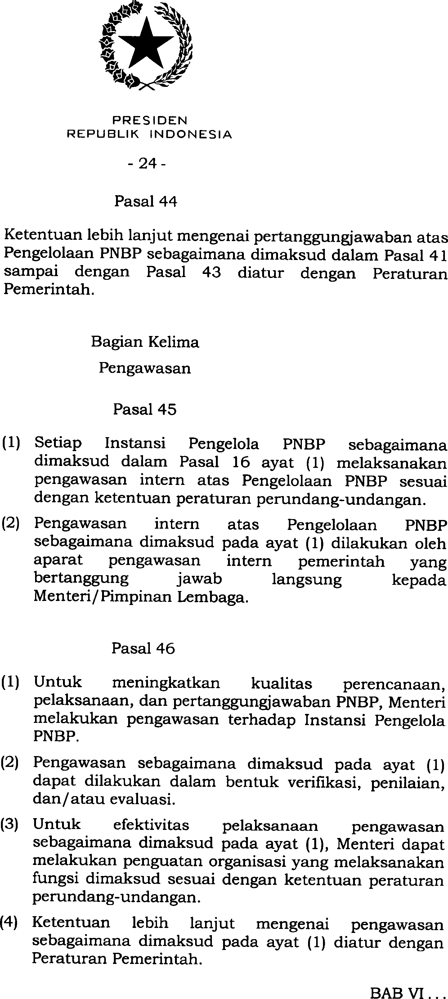 PRESIDEN
REPUBLIK INDONESIA
- 24 -
Pasal 44
Ketentuan lebih lanjut mengenai pertanggungjawaban atas
Pengelolaan PNBP sebagaimana dimaksud dalam Pasal 41
sampai dengan Pasal 43 diatur dengan Peraturan
Pemerintah.
Bagian Kelima
Pengawasan
Pasal 45
(1) Setiap Instansi Pengelola PNBP sebagaimana
dimaksud dalam Pasal 16 ayat (1) melaksanakan
pengawasan intern atas Pengelolaan PNBP sesuai
dengan ketentuan peraturan perundang-undangan.
(2) Pengawasan intern atas Pengelolaan PNBP
sebagaimana dimaksud pada ayat (1) dilakukan oleh
aparat pengawasan intern pemerintah yang
bertanggung jawab langsung kepada
Menteri/Pimpinan Lembaga.
Pasal 46
(1) Untuk meningkatkan kualitas perencanaan,
pelaksanaan, dan pertanggungjawaban PNBP, Menteri
melakukan pengawasan terhadap Instansi Pengelola
PNBP.
(2) Pengawasan sebagaimana dimaksud pada ayat (1)
dapat dilakukan dalam bentuk verifikasi, penilaian,
dan/atau evaluasi.
(3) Untuk efektivitas pelaksanaan pengawasan
sebagaimana dimaksud pada ayat (1), Menteri dapat
melakukan penguatan organisasi yang melaksanakan
fungsi dimaksud sesuai dengan ketentuan peraturan
perundang-undangan.
(4) Ketentuan lebih lanjut mengenai pengawasan
sebagaimana dimaksud pada ayat (1) diatur dengan
Peraturan Pemerintah.
BAB VI . . .